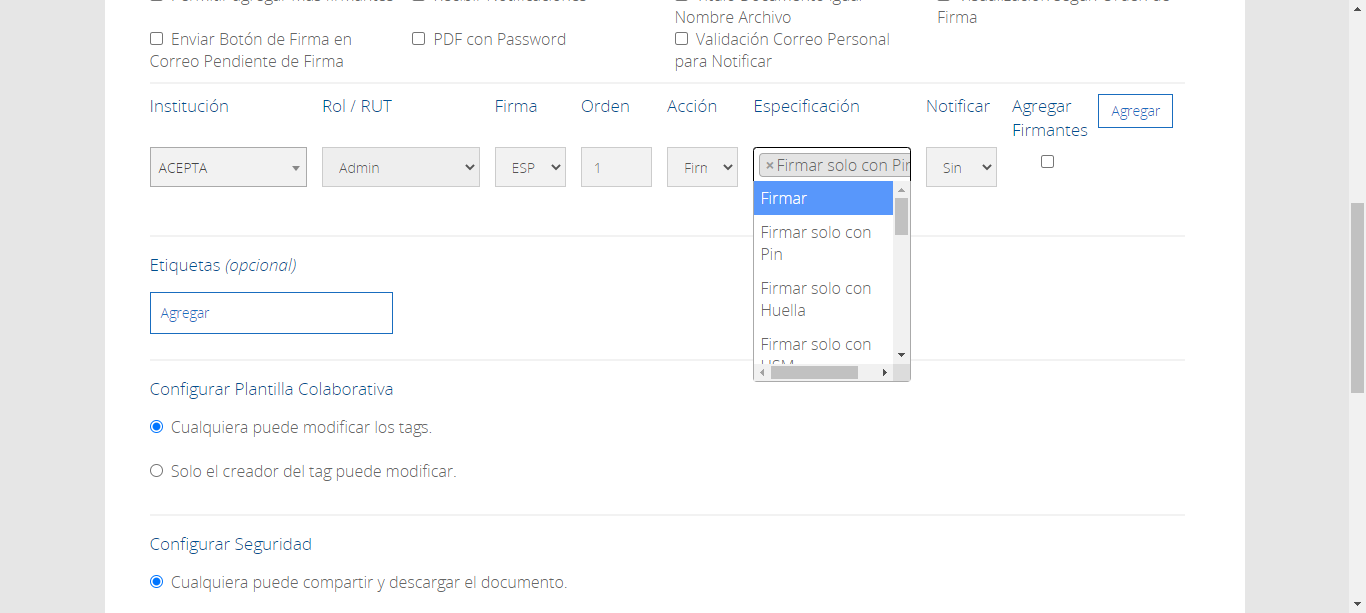 Nombre Archivo
Firma
Enviar Botón de Firma en
Correo Pendiente de Firma
PDF con Password
Validación Correo Personal
para Notificar
Institución
Rol / RUT
Firma
Orden
Acción
Especificación
Notificar
Agregar
Firmantes
Agregar
ACEPTA
Admin
ESP
1
Firn
× Firmar solo con Pin
Sin
Firmar
Firmar solo con
Pin
Firmar solo con
Huella
Firmar solo con
HSM
Etiquetas (opcional)
Agregar
Configurar Plantilla Colaborativa
Cualquiera puede modificar los tags.
Solo el creador del tag puede modificar.
Configurar Seguridad
Cualquiera puede compartir y descargar el documento.